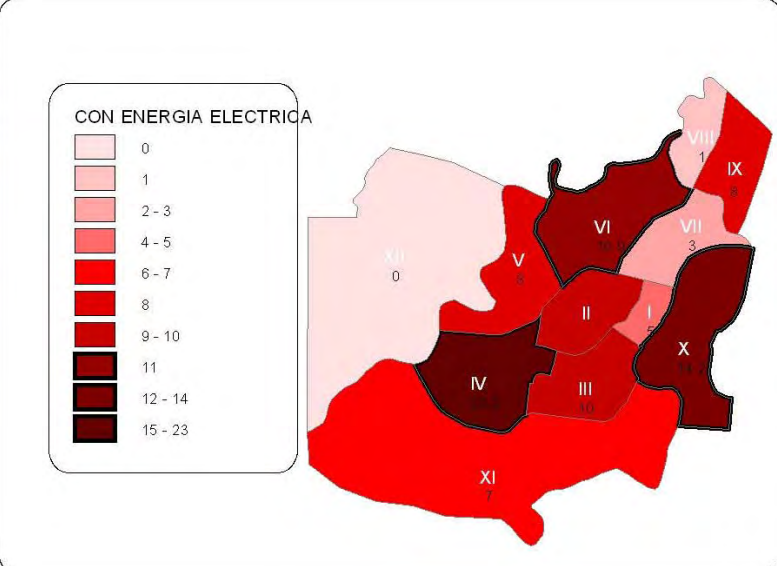 CON ENERGIA ELECTRICA
0
1
2 - 3
4 - 5
6 - 7
8
9 - 10
11
12 - 14
15 - 23
VIII
1
IX
8
VI
VII
3
XII
0
V
8
II
I
5
X
IV
III
10
XI
7